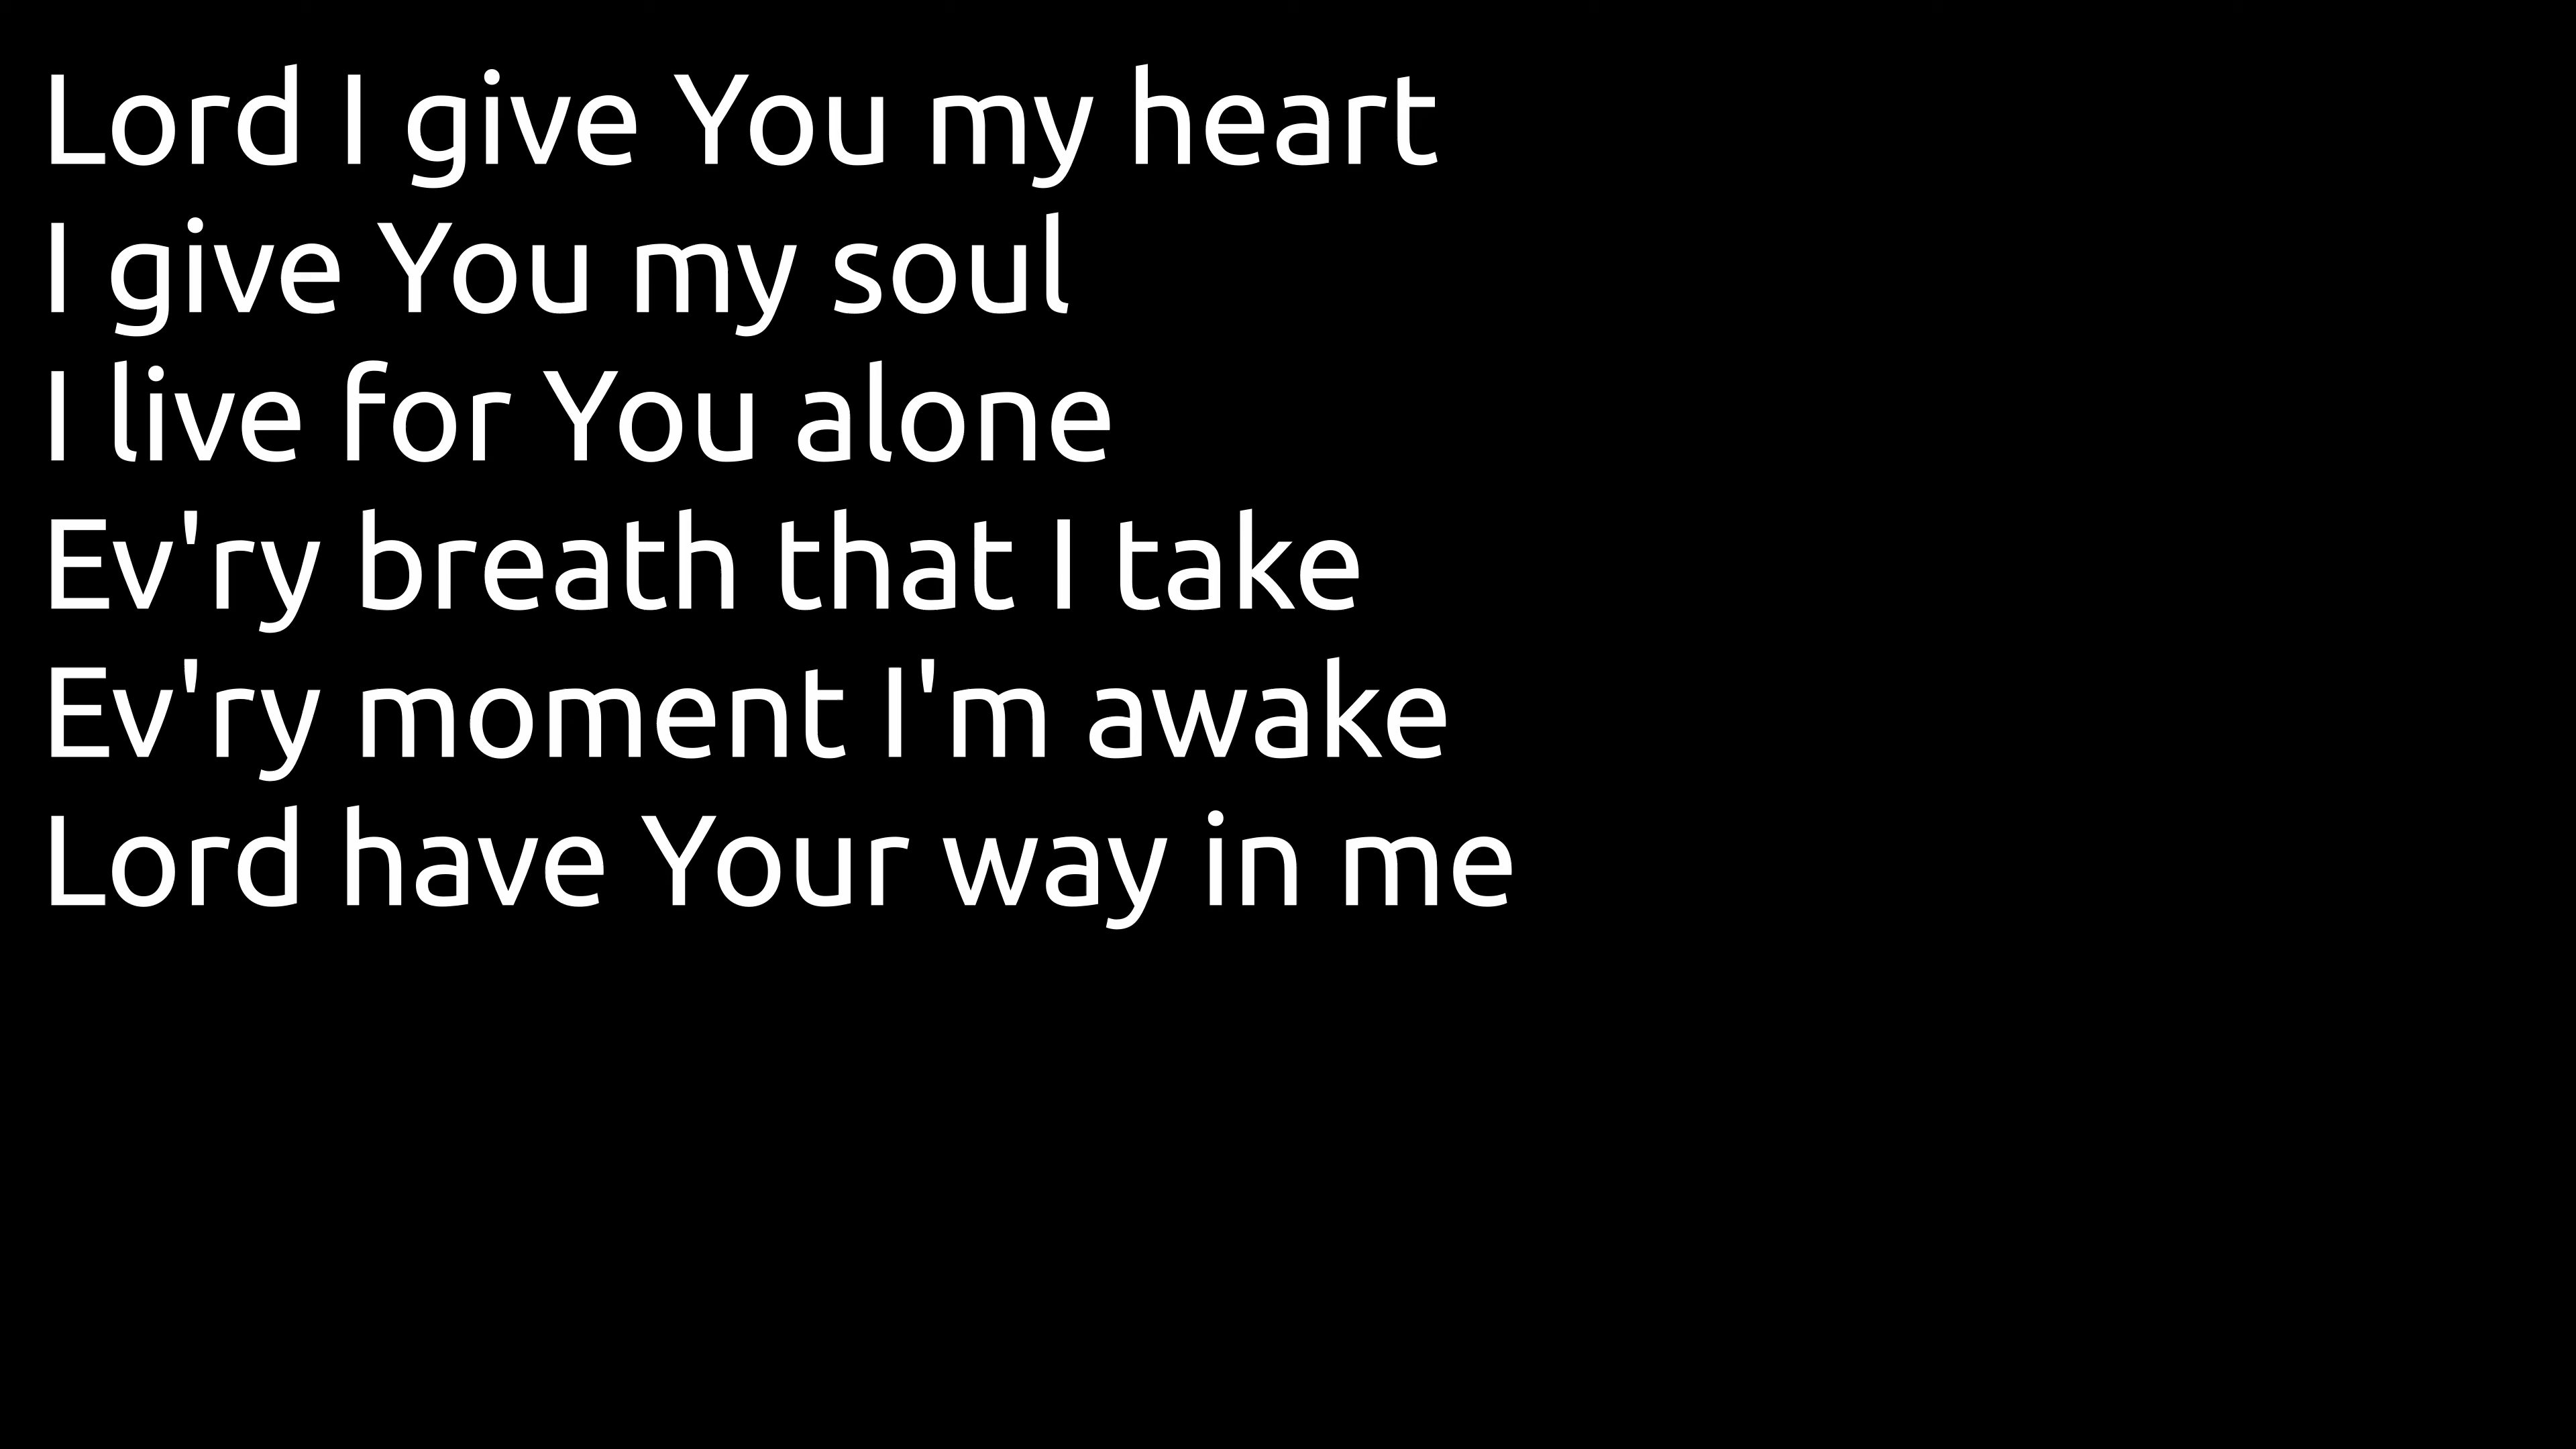 Lord I give You my heart
I give You my soul
I live for You alone
Ev'ry breath that I take
Ev'ry moment I'm awake
Lord have Your way in me